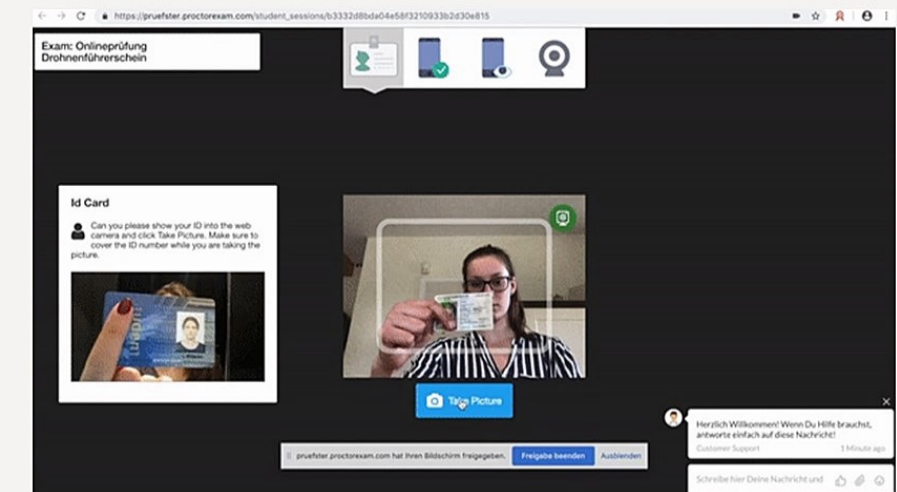 https://pruefster.proctorexam.com/student_sessions/b3332d8bda04e58f3210933b2d30e815
Exam: Onlineprüfung
Drohnenführerschein
Id Card
Can you please show your ID into the web
camera and click Take Picture. Make sure to
cover the ID number while you are taking the
picture.
Take Picture
pruefster.proctorexam.com hat Ihren Bildschirm freigegeben.
Freigabe beenden
Ausblenden
Herzlich Willkommen! Wenn Du Hilfe brauchst,
antworte einfach auf diese Nachricht!
Customer Support
1 Minute ago
Schreibe hier Deine Nachricht und